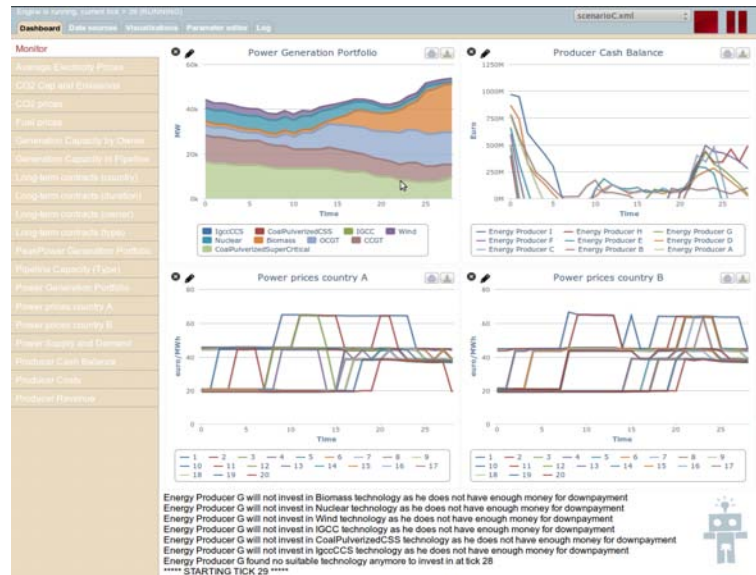 Engine is running, current tick > 28 (RUNNING)
scenarioC.xml
Dashboard Data sources Visualizations Parameter editor Log
Monitor
Average Electricity Prices
CO2 Cap and Emissions
CO2 prices
Fuel prices
Generation Capacity by Owner
Generation Capacity in Pipeline
Long-term contracts (country)
Long-term contracts (duration)
Long-term contracts (owner)
Long-term contracts (type)
PeakPower Generation Portfolio
Pipeline Capacity (Type)
Power Generation Portfolio
Power prices country A
Power prices country B
Power Supply and Demand
Producer Cash Balance
Producer Costs
Producer Revenue
Power Generation Portfolio
60k
40k
20k
0k
MW
0 5 10 15 20 25
Time
IgccCCS CoalPulverizedCSS IGCC Wind
Nuclear Biomass OCGT CCGT
CoalPulverizedSuperCritical
Producer Cash Balance
1250M
1000M
750M
500M
250M
0M
Euro
0 5 10 15 20 25
Time
Energy Producer I Energy Producer H Energy Producer G
Energy Producer F Energy Producer E Energy Producer D
Energy Producer C Energy Producer B Energy Producer A
Power prices country A
80
60
40
20
0
euro/MWh
0 5 10 15 20 25
Time
1 2 3 4 5 6 7 8 9
10 11 12 13 14 15 16 17
18 19 20
Power prices country B
80
60
40
20
0
euro/MWh
0 5 10 15 20 25
Time
1 2 3 4 5 6 7 8 9
10 11 12 13 14 15 16 17
18 19 20
Energy Producer G will not invest in Biomass technology as he does not have enough money for downpayment
Energy Producer G will not invest in Nuclear technology as he does not have enough money for downpayment
Energy Producer G will not invest in Wind technology as he does not have enough money for downpayment
Energy Producer G will not invest in IGCC technology as he does not have enough money for downpayment
Energy Producer G will not invest in CoalPulverizedCSS technology as he does not have enough money for downpayment
Energy Producer G will not invest in IgccCCS technology as he does not have enough money for downpayment
Energy Producer G found no suitable technology anymore to invest in at tick 28
***** STARTING TICK 29 *****